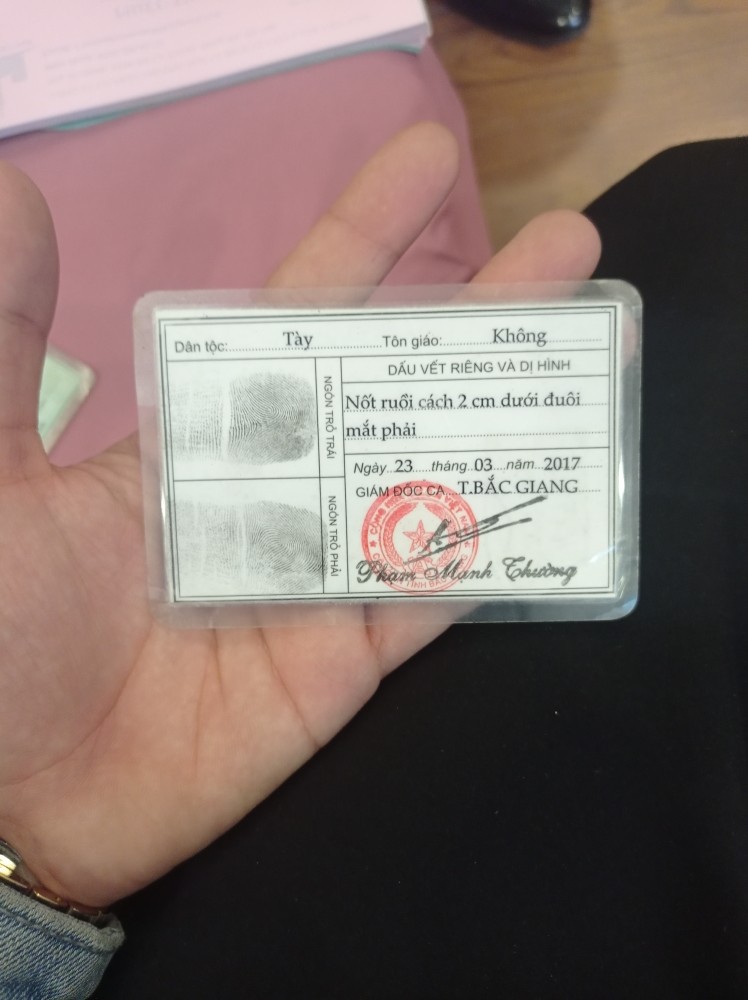 Dân tộc: Tày Tôn giáo: Không
NGÓN TRỎ TRÁI
DẤU VẾT RIÊNG VÀ DỊ HÌNH
Nốt ruồi cách 2 cm dưới đuôi
mắt phải
NGÓN TRỎ PHẢI
Ngày 23 tháng 03 năm 2017
GIÁM ĐỐC CA T.BẮC GIANG
Phạm Mạnh Thường